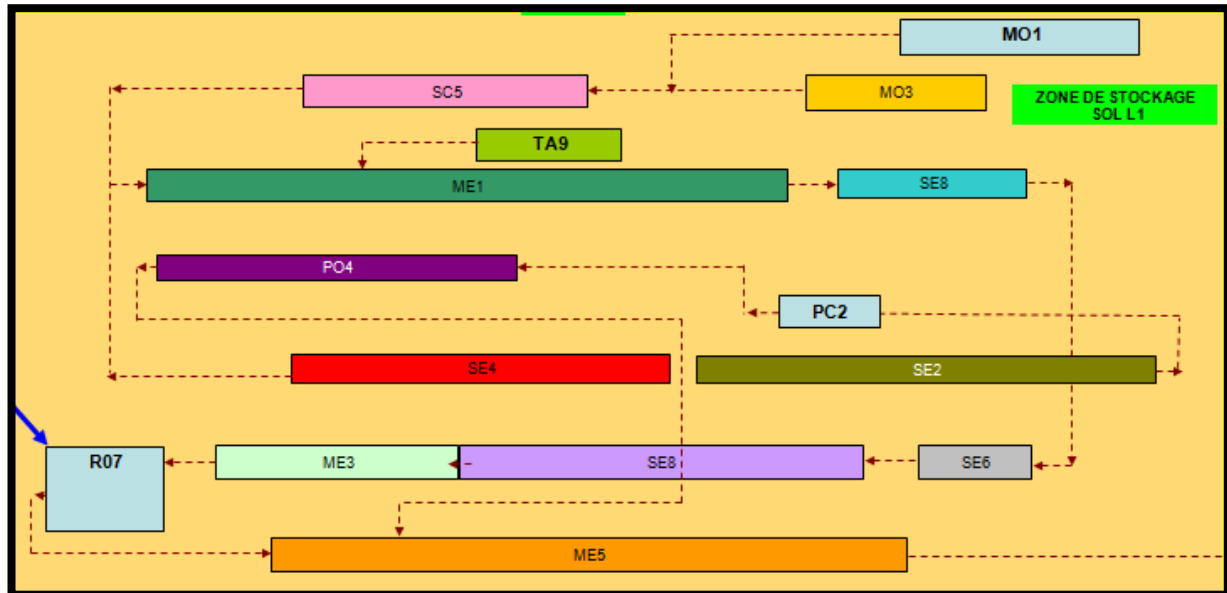 MO1
SC5
MO3
ZONE DE STOCKAGE
SOL L1
TA9
ME1
SE8
PO4
PC2
SE4
SE2
R07
ME3
SE8
SE6
ME5